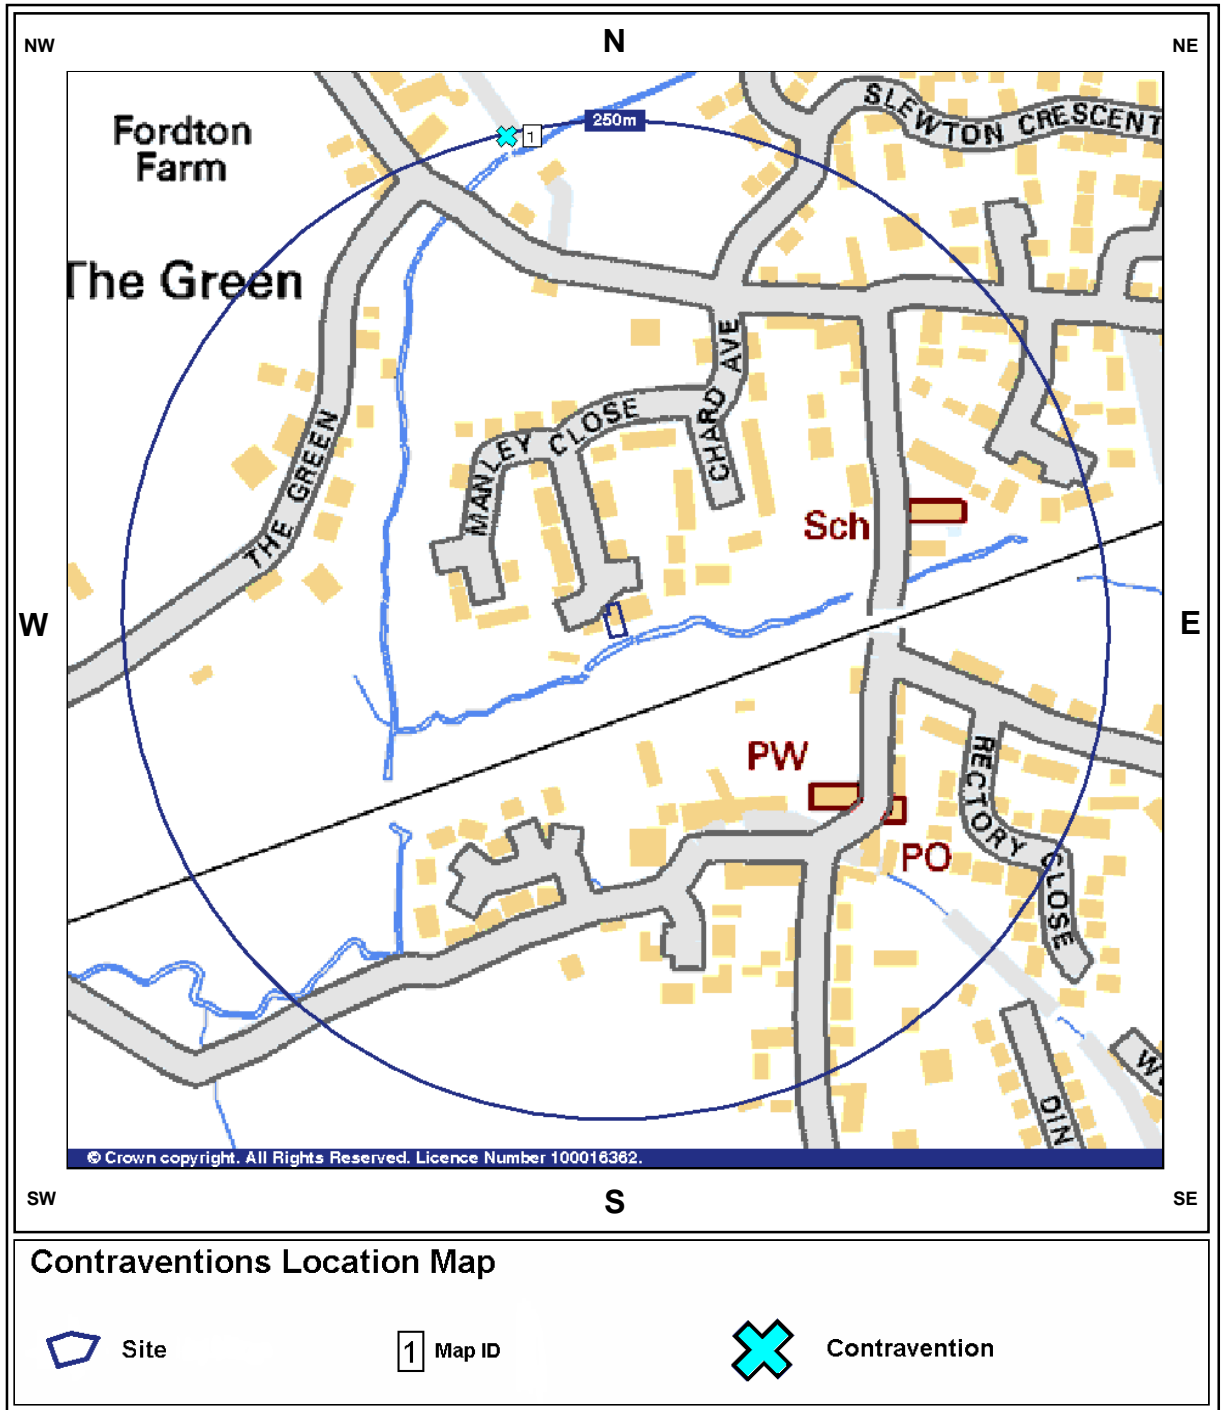 NW
N
NE
250m
1
SLEWTON CRESCENT
Fordton
Farm
The Green
CHARD AVE
MANLEY CLOSE
THE GREEN
Sch
W
E
PW
RECTORY CLOSE
PO
DIN
© Crown copyright. All Rights Reserved. Licence Number 100016362.
SW
S
SE
Contraventions Location Map
Site
1 Map ID
Contravention